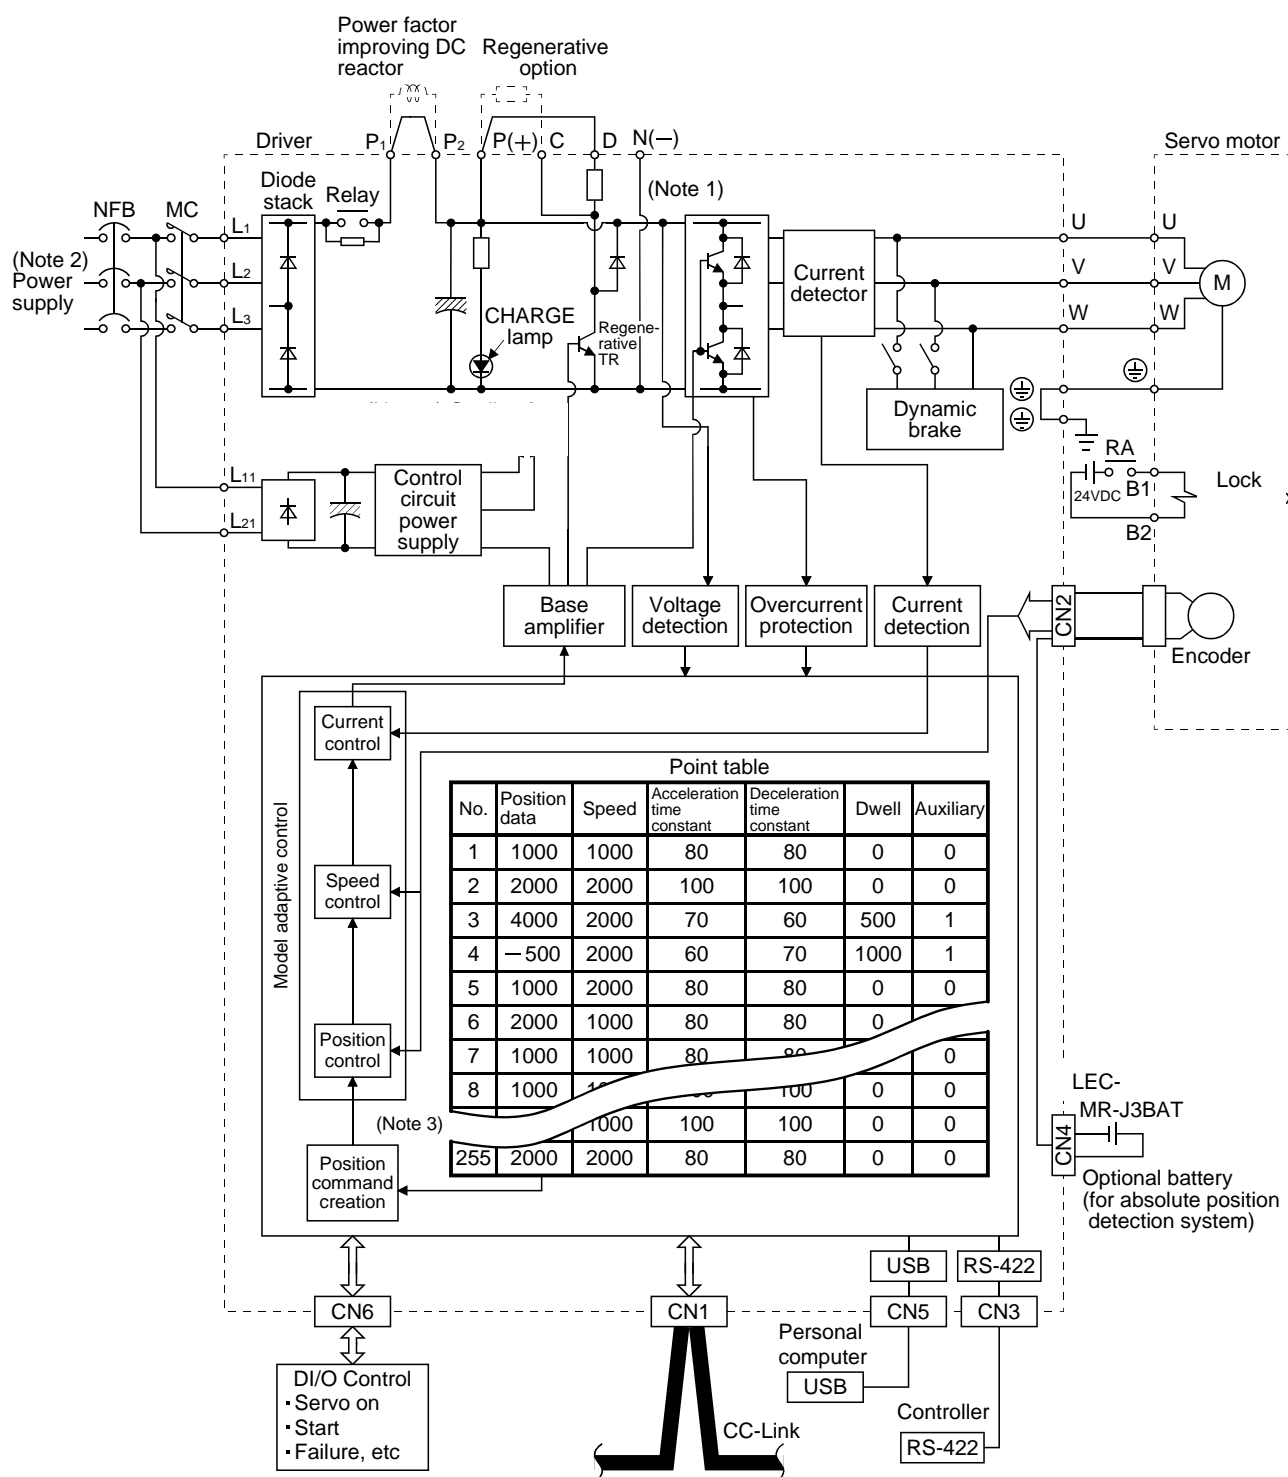 Power factor
improving DC
reactor
Regenerative
option
Driver
P1
P2
P(+)
C
D
N(−)
Servo motor
Diode
stack
Relay
(Note 1)
NFB
MC
L1
U
U
(Note 2)
Power
supply
L2
Current
detector
V
V
M
L3
CHARGE
lamp
Regene-
rative
TR
W
W
Dynamic
brake
RA
L11
Control
circuit
power
supply
24VDC
B1
Lock
L21
B2
Base
amplifier
Voltage
detection
Overcurrent
protection
Current
detection
CN2
Encoder
Model adaptive control
Current
control
Speed
control
Position
control
Point table
No. Position data Speed Acceleration time constant Deceleration time constant Dwell Auxiliary
1 1000 1000 80 80 0 0
2 2000 2000 100 100 0 0
3 4000 2000 70 60 500 1
4 −500 2000 60 70 1000 1
5 1000 2000 80 80 0 0
6 2000 1000 80 80 0
7 1000 1000 80 80 0
8 1000 100 0 0
1000 100 100 0 0
255 2000 2000 80 80 0 0
(Note 3)
Position
command
creation
LEC-
MR-J3BAT
CN4
Optional battery
(for absolute position
detection system)
USB
RS-422
CN6
CN1
CN5
CN3
DI/O Control
・Servo on
・Start
・Failure, etc
Personal
computer
USB
CC-Link
Controller
RS-422